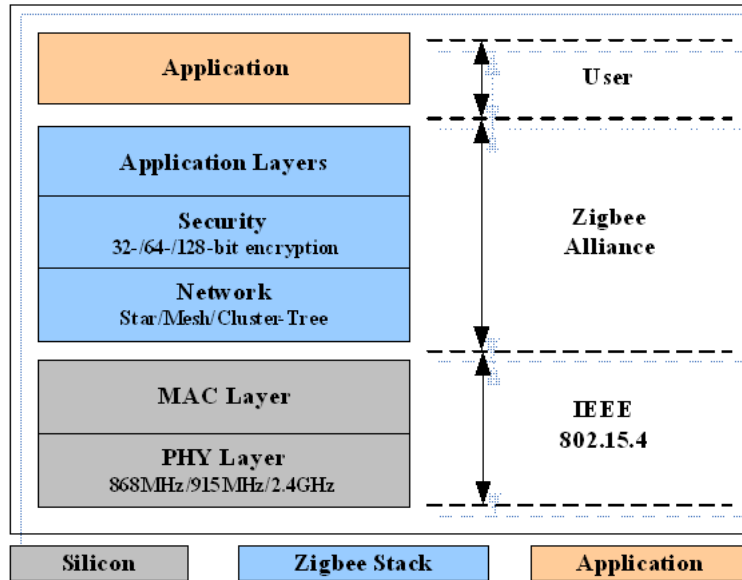 Application
User
Application Layers
Security
32-/64-/128-bit encryption
Zigbee
Alliance
Network
Star/Mesh/Cluster-Tree
MAC Layer
IEEE
802.15.4
PHY Layer
868MHz/915MHz/2.4GHz
Silicon
Zigbee Stack
Application